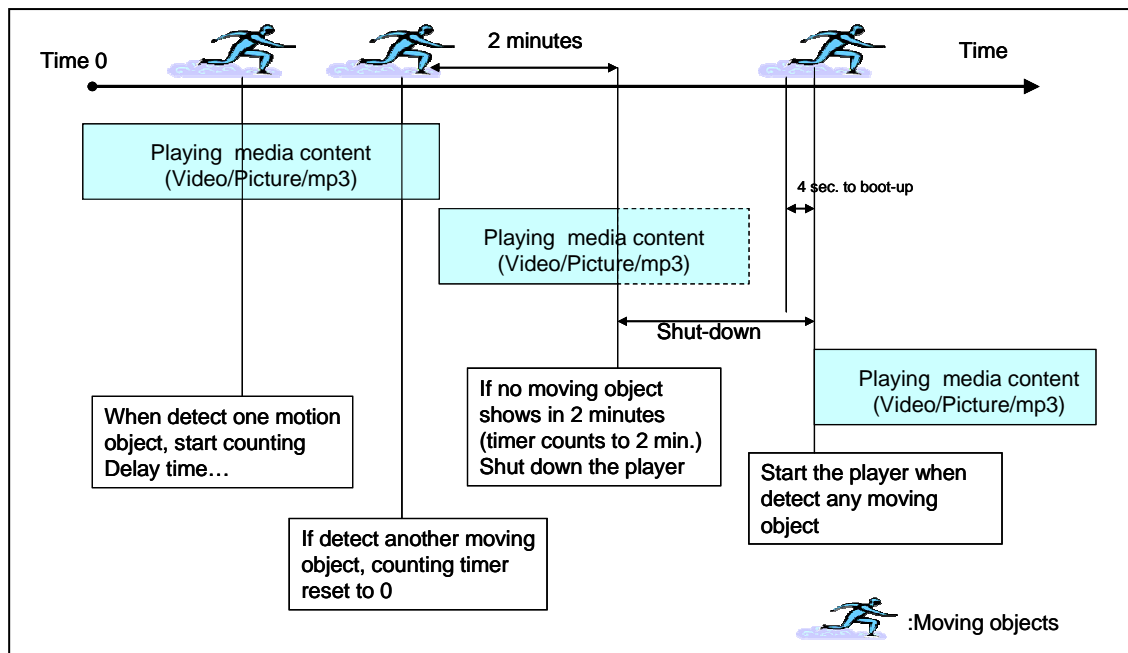 2 minutes
Time 0
Time
Playing media content
(Video/Picture/mp3)
4 sec. to boot-up
Playing media content
(Video/Picture/mp3)
Shut-down
Playing media content
(Video/Picture/mp3)
When detect one motion
object, start counting
Delay time…
If no moving object
shows in 2 minutes
(timer counts to 2 min.)
Shut down the player
Start the player when
detect any moving
object
If detect another moving
object, counting timer
reset to 0
:Moving objects